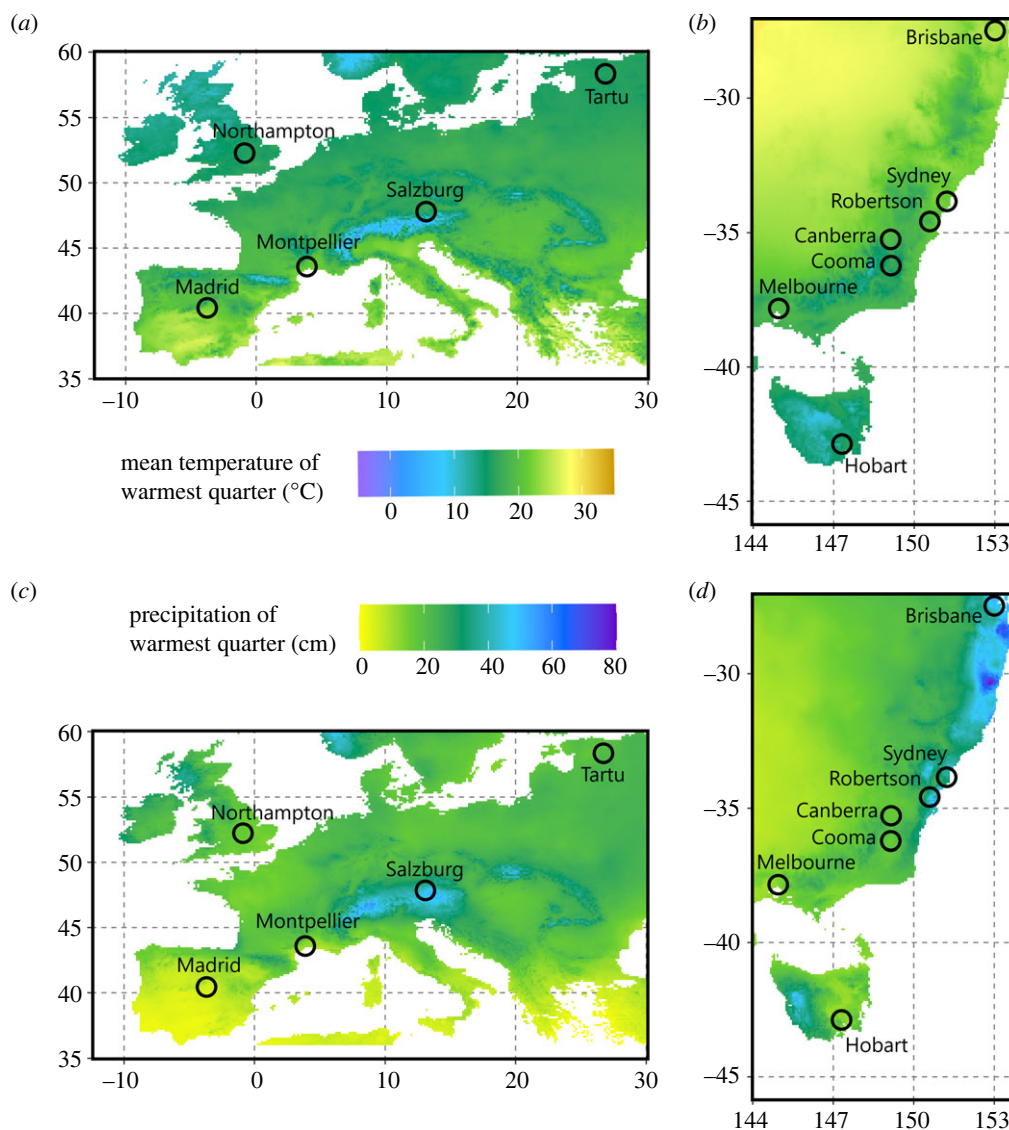 (a)
60
55
50
45
40
35
–10
0
10
20
30
Tartu
Northampton
Salzburg
Montpellier
Madrid
mean temperature of
warmest quarter (°C)
0
10
20
30
(b)
–30
–35
–40
–45
144
147
150
153
Brisbane
Sydney
Robertson
Canberra
Cooma
Melbourne
Hobart
(c)
precipitation of
warmest quarter (cm)
0
20
40
60
80
60
55
50
45
40
35
–10
0
10
20
30
Tartu
Northampton
Salzburg
Montpellier
Madrid
(d)
–30
–35
–40
–45
144
147
150
153
Brisbane
Sydney
Robertson
Canberra
Cooma
Melbourne
Hobart